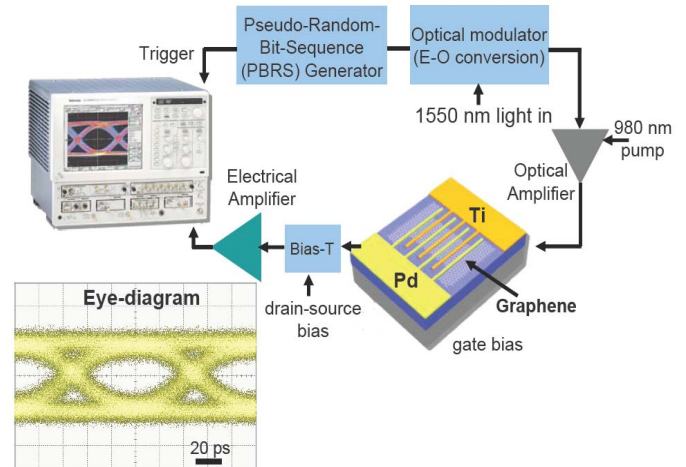 Pseudo-Random-
Bit-Sequence
(PBRS) Generator
Optical modulator
(E-O conversion)
Trigger
1550 nm light in
980 nm
pump
Optical
Amplifier
Electrical
Amplifier
Bias-T
drain-source
bias
Ti
Pd
Graphene
gate bias
Eye-diagram
20 ps